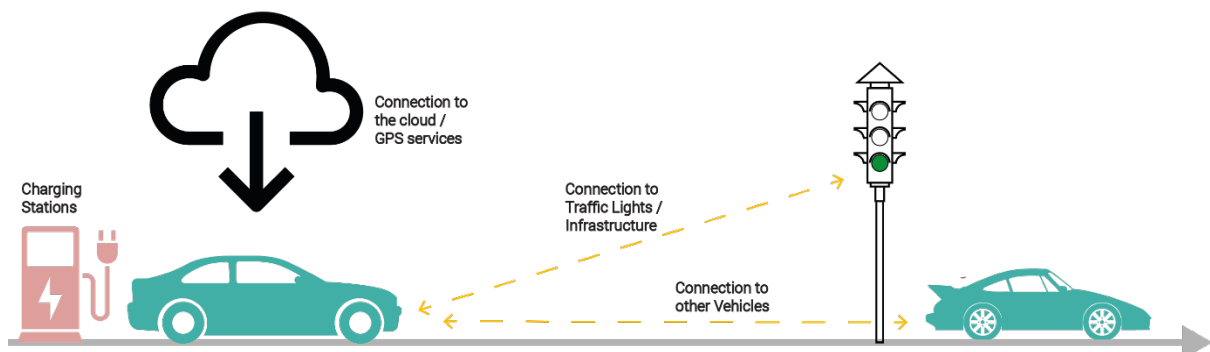 Connection to
the cloud /
GPS services
Charging
Stations
Connection to
Traffic Lights /
Infrastructure
Connection to
other Vehicles